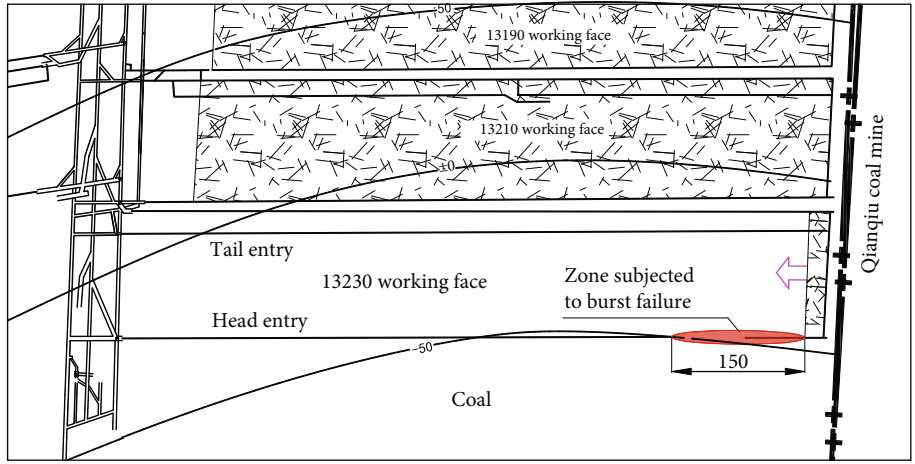 50
13190 working face
13210 working face
±0
Tail entry
13230 working face
Zone subjected
to burst failure
Head entry
−50
150
Coal
Qianqiu coal mine